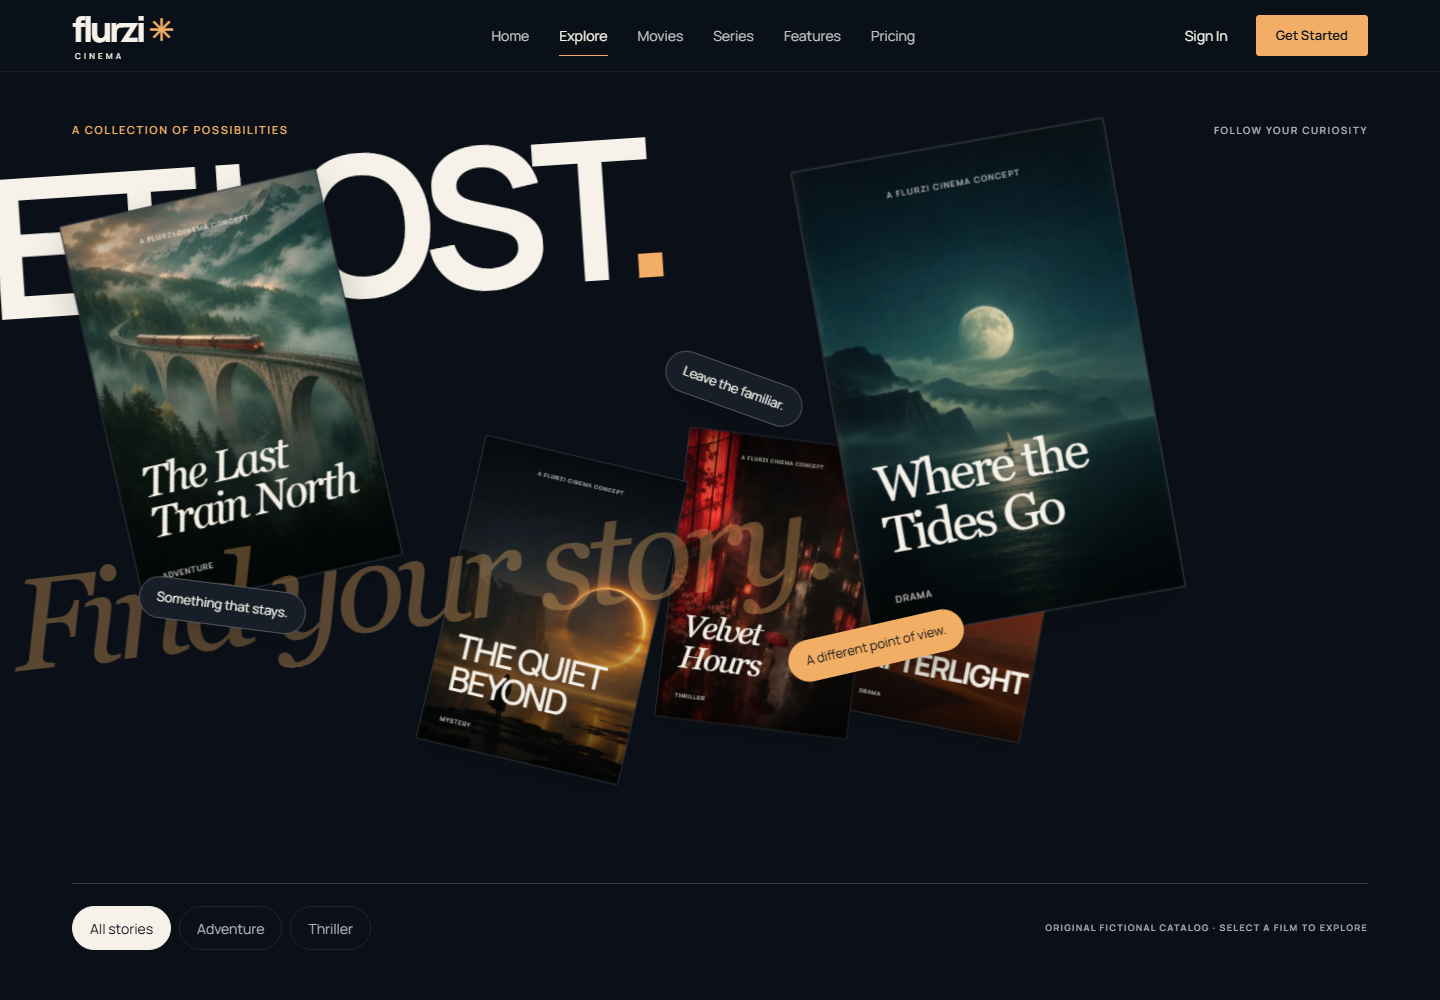 flurzi
CINEMA
Home Explore Movies Series Features Pricing
Sign In
Get Started
A COLLECTION OF POSSIBILITIES
FOLLOW YOUR CURIOSITY
OST.
A FLURZI CINEMA CONCEPT
The Last
Train North
ADVENTURE
Something that stays.
Find your story.
A FLURZI CINEMA CONCEPT
THE QUIET
BEYOND
MYSTERY
Leave the familiar.
A FLURZI CINEMA CONCEPT
Velvet
Hours
THRILLER
A FLURZI CINEMA CONCEPT
Where the
Tides Go
DRAMA
A different point of view.
TERLIGHT
DRAMA
All stories Adventure Thriller
ORIGINAL FICTIONAL CATALOG · SELECT A FILM TO EXPLORE